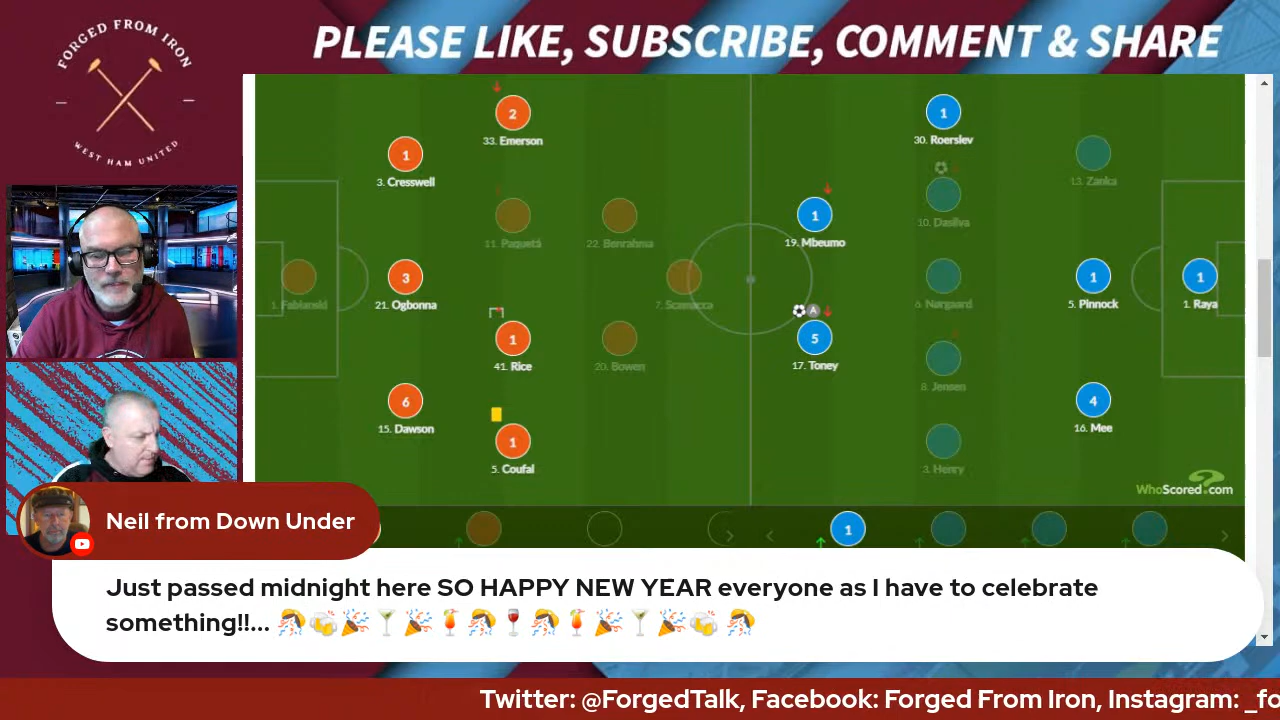 PLEASE LIKE, SUBSCRIBE, COMMENT & SHARE
FORGED FROM IRON
WEST HAM UNITED
2
33. Emerson
1
30. Roerslev
1
3. Cresswell
13. Zanka
11. Paquetá
22. Benrahma
1
19. Mbeumo
10. Dasilva
1. Fabianski
3
21. Ogbonna
7. Scamacca
6. Nørgaard
1
5. Pinnock
1
1. Raya
A
1
41. Rice
20. Bowen
5
17. Toney
8. Jensen
6
15. Dawson
4
16. Mee
1
5. Coufal
3. Henry
WhoScored.com
1
Neil from Down Under
Just passed midnight here SO HAPPY NEW YEAR everyone as I have to celebrate
something!!...
Twitter: @ForgedTalk, Facebook: Forged From Iron, Instagram: _fo